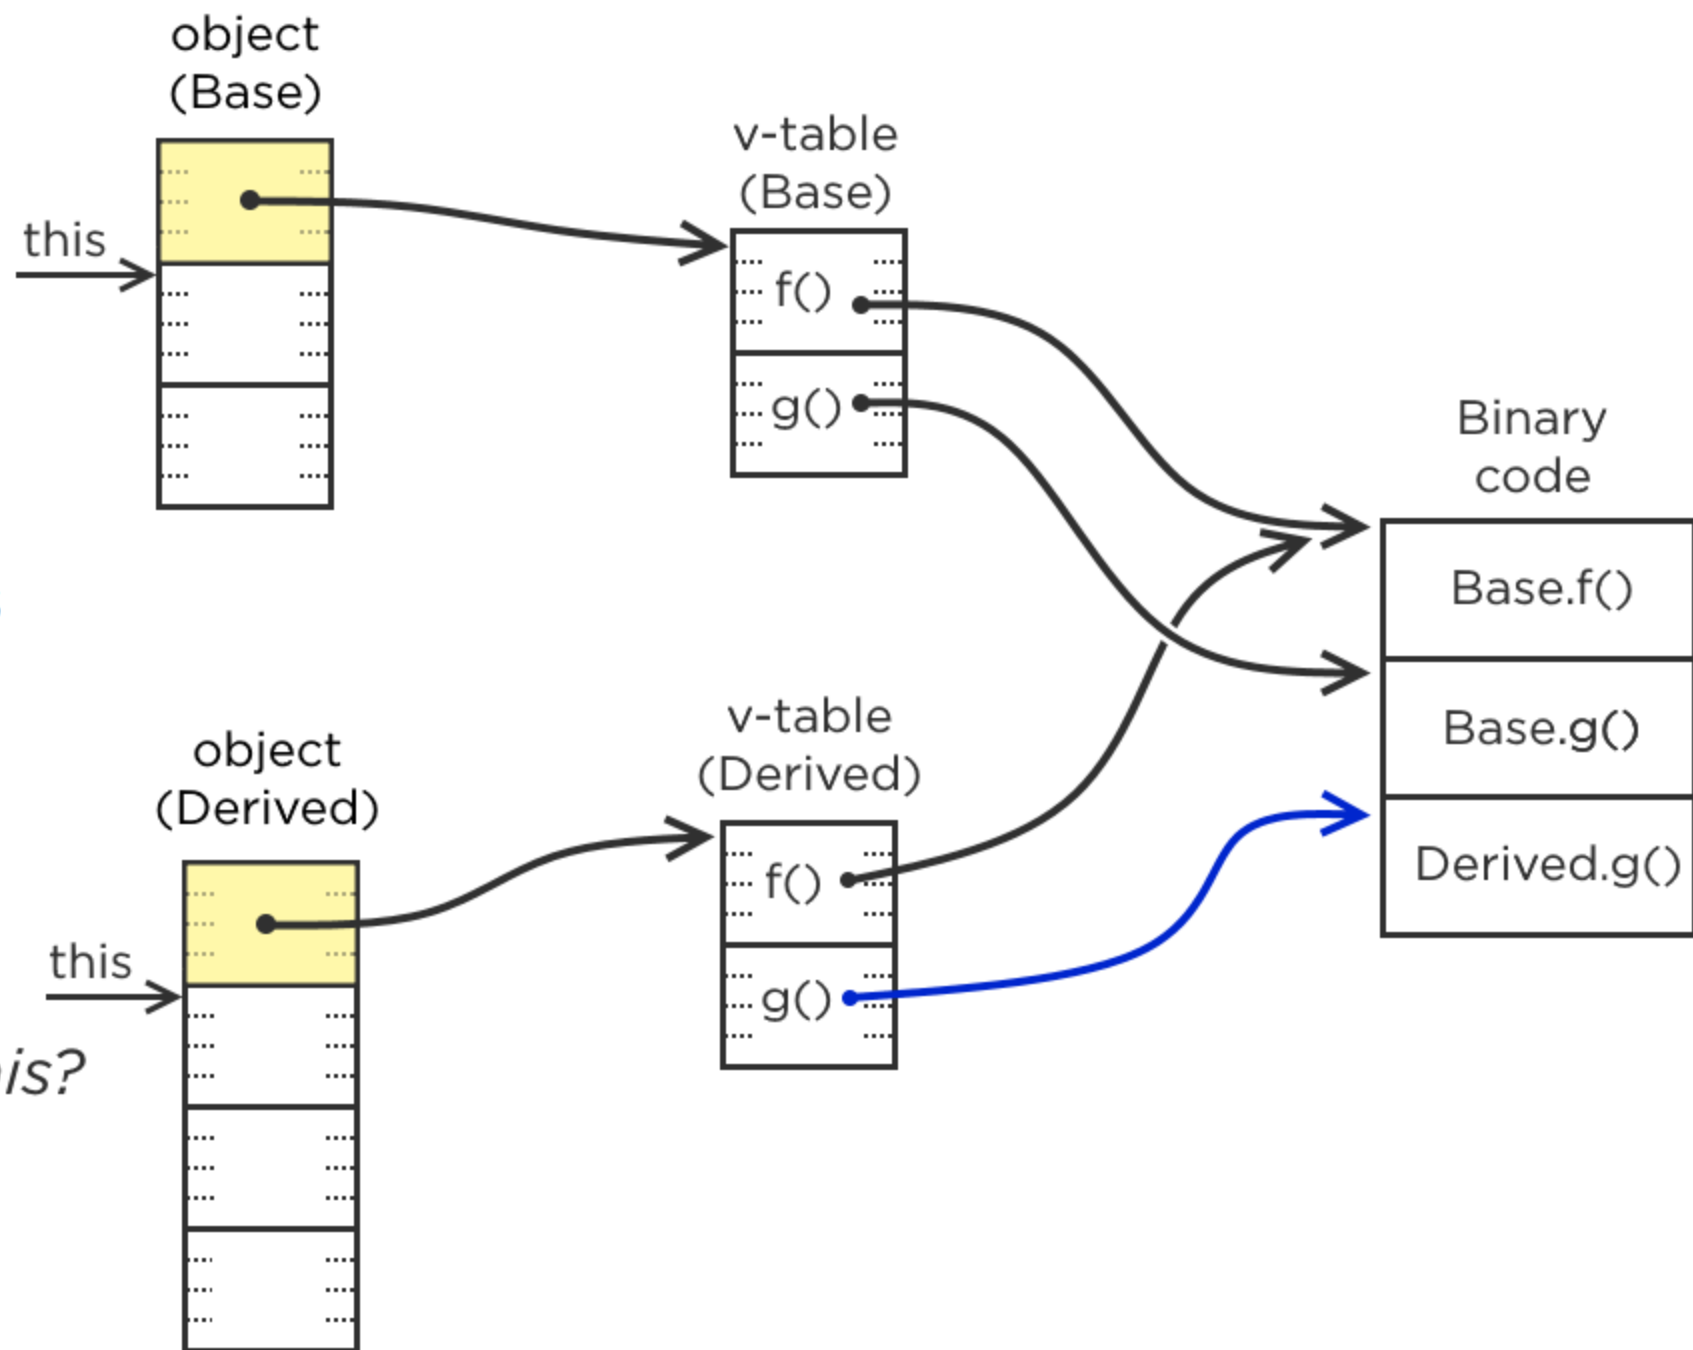 object
(Base)
this
v-table
(Base)
f()
g()
Binary
code
Base.f()
Base.g()
Derived.g()
object
(Derived)
this
is?
v-table
(Derived)
f()
g()